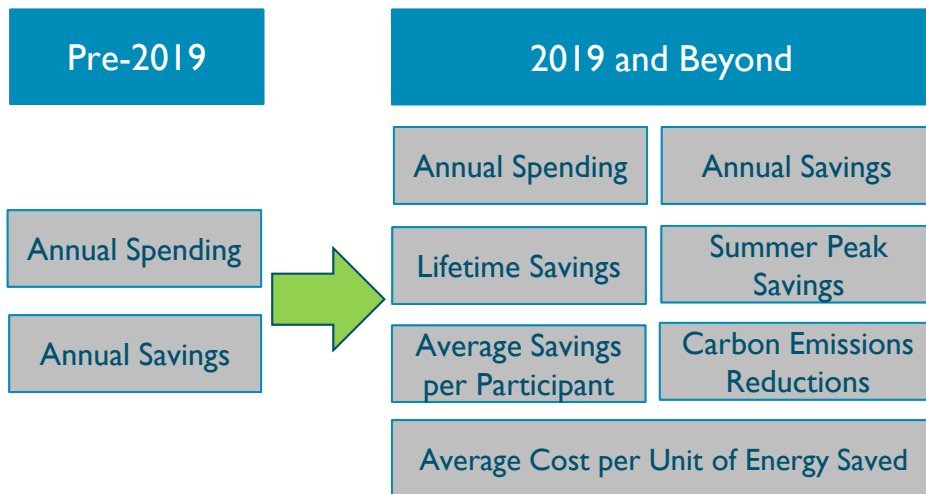 Pre-2019
2019 and Beyond
Annual Spending
Annual Savings
Annual Spending
Annual Savings
Lifetime Savings
Summer Peak
Savings
Average Savings
per Participant
Carbon Emissions
Reductions
Average Cost per Unit of Energy Saved